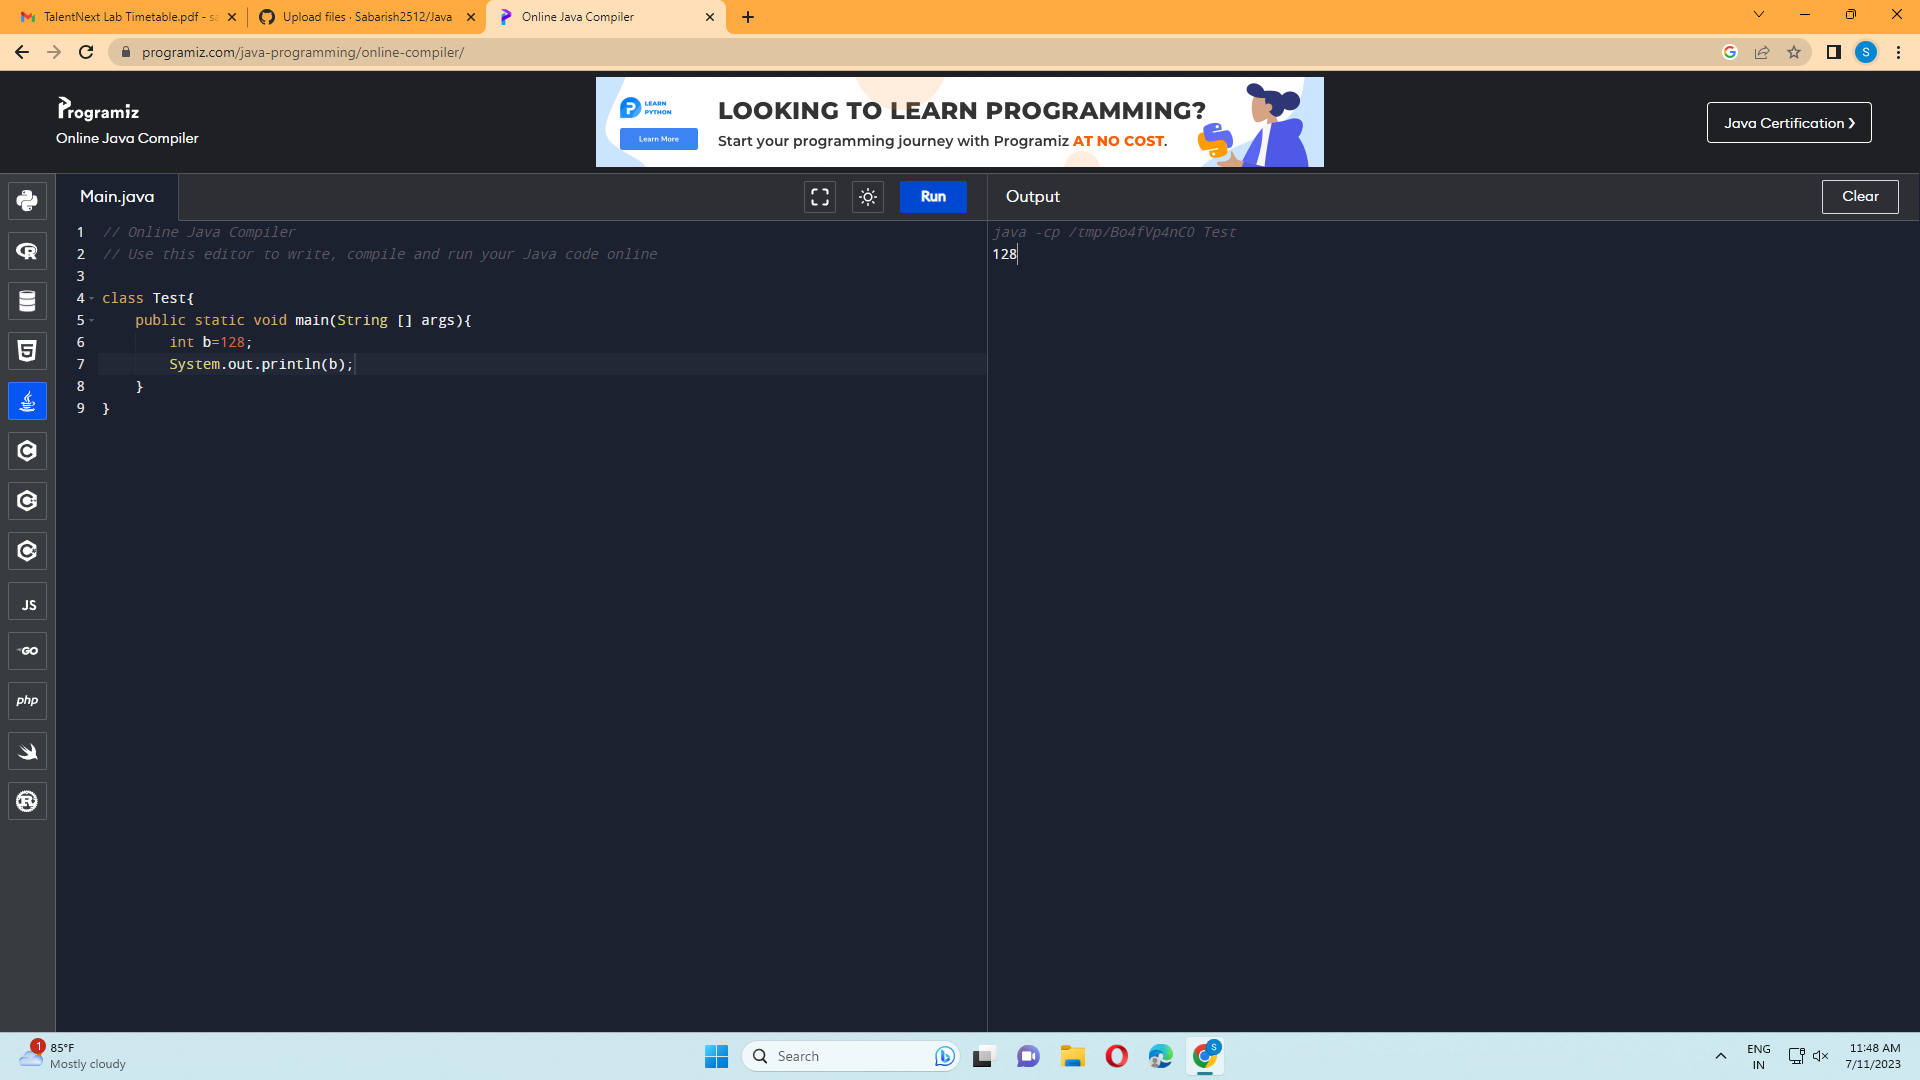 TalentNext Lab Timetable.pdf - sa
Upload files · Sabarish2512/Java
Online Java Compiler
programiz.com/java-programming/online-compiler/
S
Programiz
Online Java Compiler
LEARN
PYTHON
Learn More
LOOKING TO LEARN PROGRAMMING?
Start your programming journey with Programiz AT NO COST.
Java Certification ❯
Main.java
Run
Output
Clear
1 // Online Java Compiler
2 // Use this editor to write, compile and run your Java code online
3
4 class Test{
5 public static void main(String [] args){
6 int b=128;
7 System.out.println(b);
8 }
9 }
java -cp /tmp/Bo4fVp4nCO Test
128
JS
GO
php
1
85°F
Mostly cloudy
Search
S
ENG
IN
11:48 AM
7/11/2023